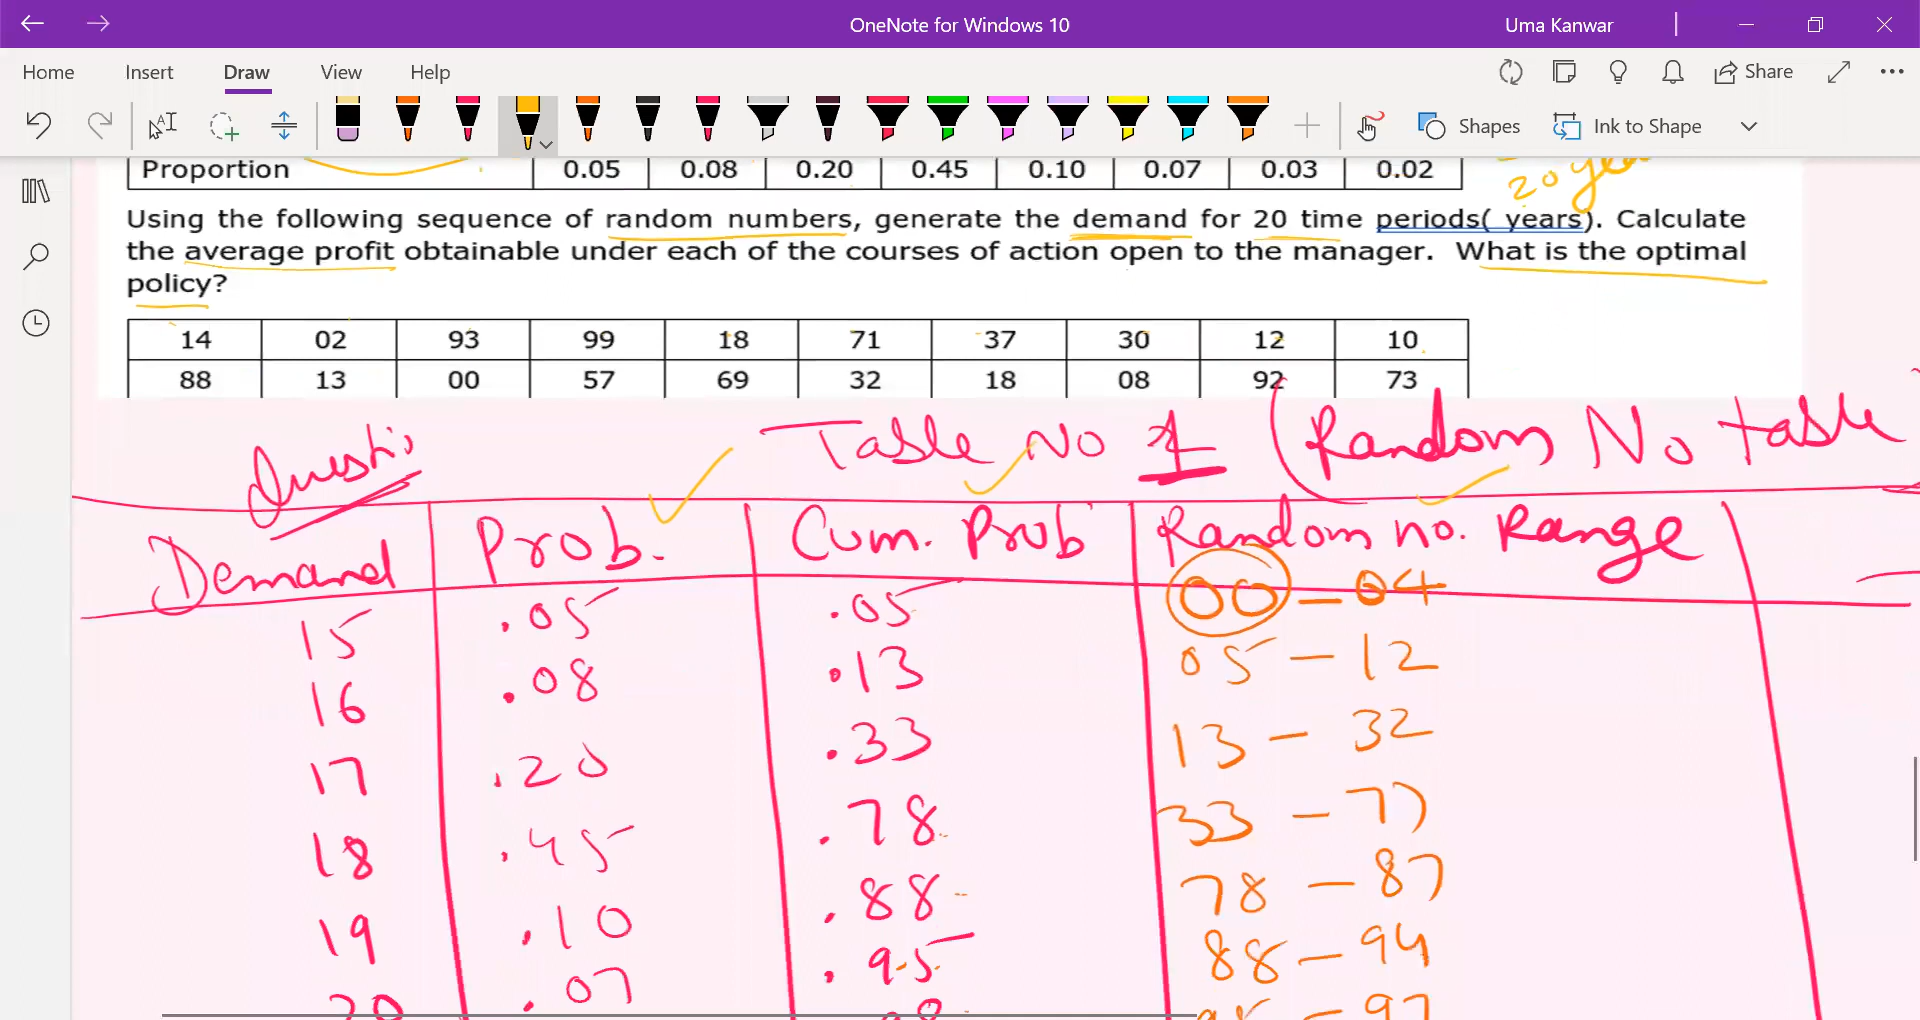 OneNote for Windows 10
Uma Kanwar
Home Insert Draw View Help Share
Shapes Ink to Shape
Proportion 0.05 0.08 0.20 0.45 0.10 0.07 0.03 0.02
20 year
Using the following sequence of random numbers, generate the demand for 20 time periods( years). Calculate
the average profit obtainable under each of the courses of action open to the manager. What is the optimal
policy?
14 02 93 99 18 71 37 30 12 10
88 13 00 57 69 32 18 08 92 73
Table No 1 (Random No table
Demand Prob. Cum. Prob Random no. Range
15 .05 .05 00 - 04
16 .08 .13 05 - 12
17 .20 .33 13 - 32
18 .45 .78 33 - 77
19 .10 .88 78 - 87
20 .07 .95 88 - 94
98 95 - 97